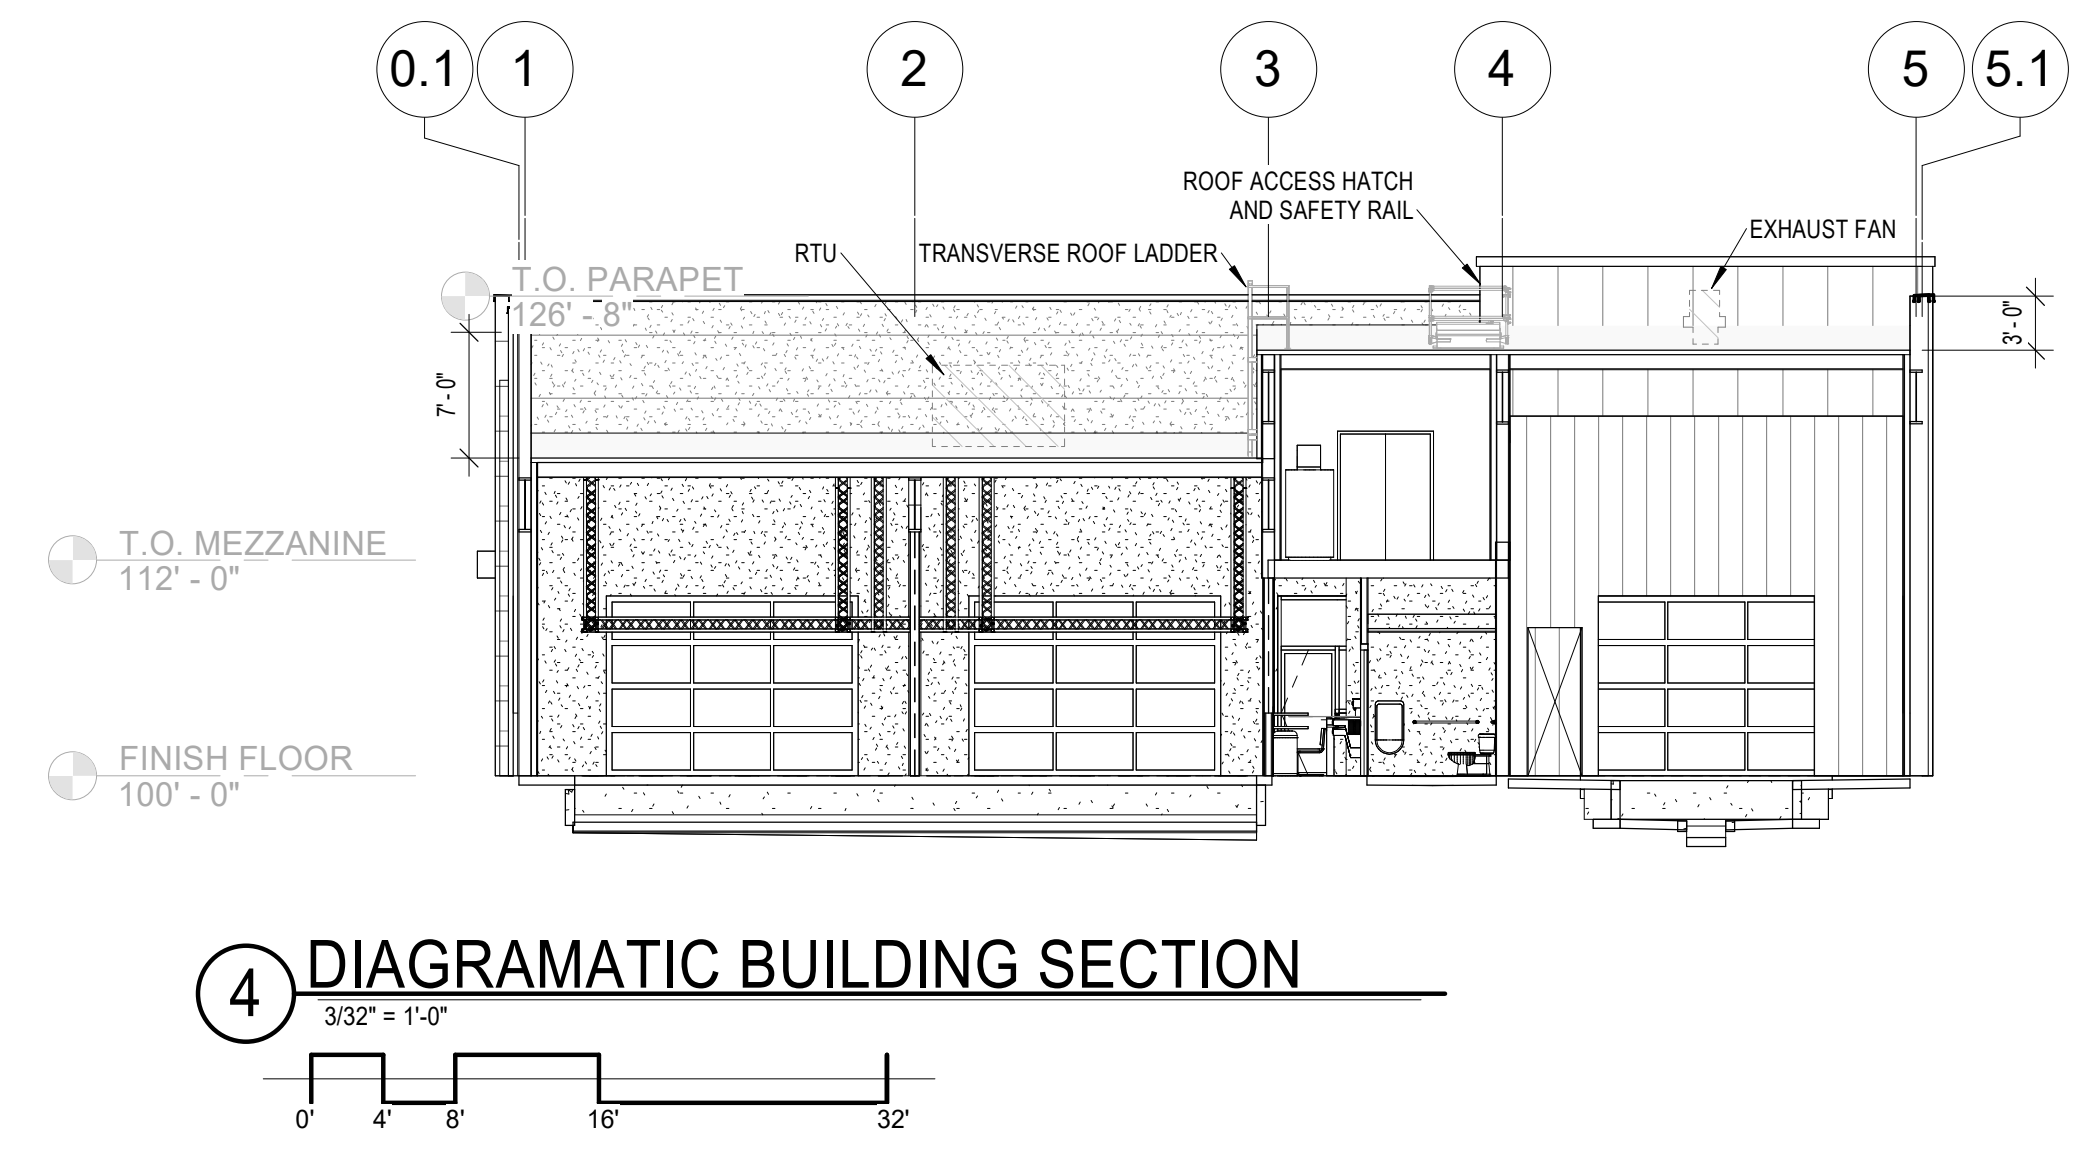 0.1
1
2
3
4
5
5.1
ROOF ACCESS HATCH
AND SAFETY RAIL
EXHAUST FAN
RTU
TRANSVERSE ROOF LADDER
T.O. PARAPET
126' - 8"
3' - 0"
7' - 0"
T.O. MEZZANINE
112' - 0"
FINISH FLOOR
100' - 0"
4
DIAGRAMATIC BUILDING SECTION
3/32" = 1'-0"
0'
4'
8'
16'
32'